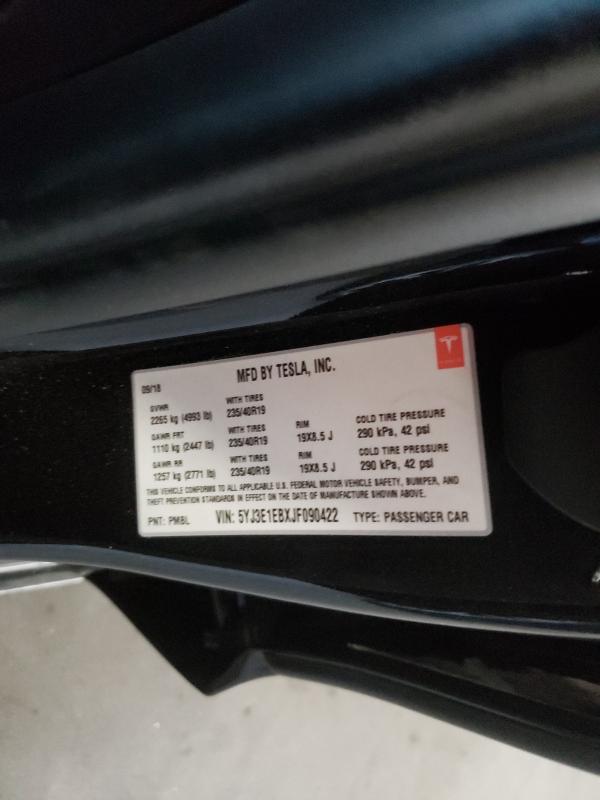 MFD BY TESLA, INC.
09/18
GVWR WITH TIRES
2265 kg (4993 lb) 235/40R19
GAWR FRT WITH TIRES RIM COLD TIRE PRESSURE
1110 kg (2447 lb) 235/40R19 19X8.5 J 290 kPa, 42 psi
GAWR RR WITH TIRES RIM COLD TIRE PRESSURE
1257 kg (2771 lb) 235/40R19 19X8.5 J 290 kPa, 42 psi
THIS VEHICLE CONFORMS TO ALL APPLICABLE U.S. FEDERAL MOTOR VEHICLE SAFETY, BUMPER, AND
THEFT PREVENTION STANDARDS IN EFFECT ON THE DATE OF MANUFACTURE SHOWN ABOVE.
PNT: PMBL VIN: 5YJ3E1EBXJF090422 TYPE: PASSENGER CAR